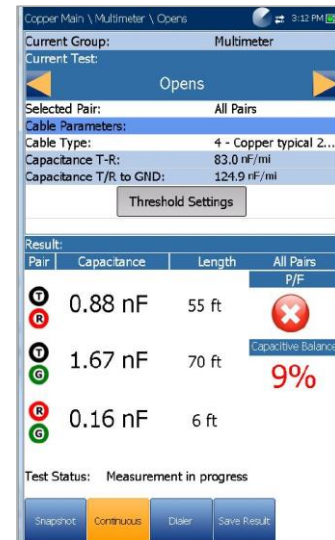 Copper Main \ Multimeter \ Opens 3:12 PM
Current Group: Multimeter
Current Test:
Opens
Selected Pair: All Pairs
Cable Parameters:
Cable Type: 4 - Copper typical 2...
Capacitance T-R: 83.0 nF/mi
Capacitance T/R to GND: 124.9 nF/mi
Threshold Settings
Result:
Pair Capacitance Length All Pairs
P/F
T R 0.88 nF 55 ft
Capacitive Balance
T G 1.67 nF 70 ft
9%
R G 0.16 nF 6 ft
Test Status: Measurement in progress
Snapshot Continuous Dialer Save Result